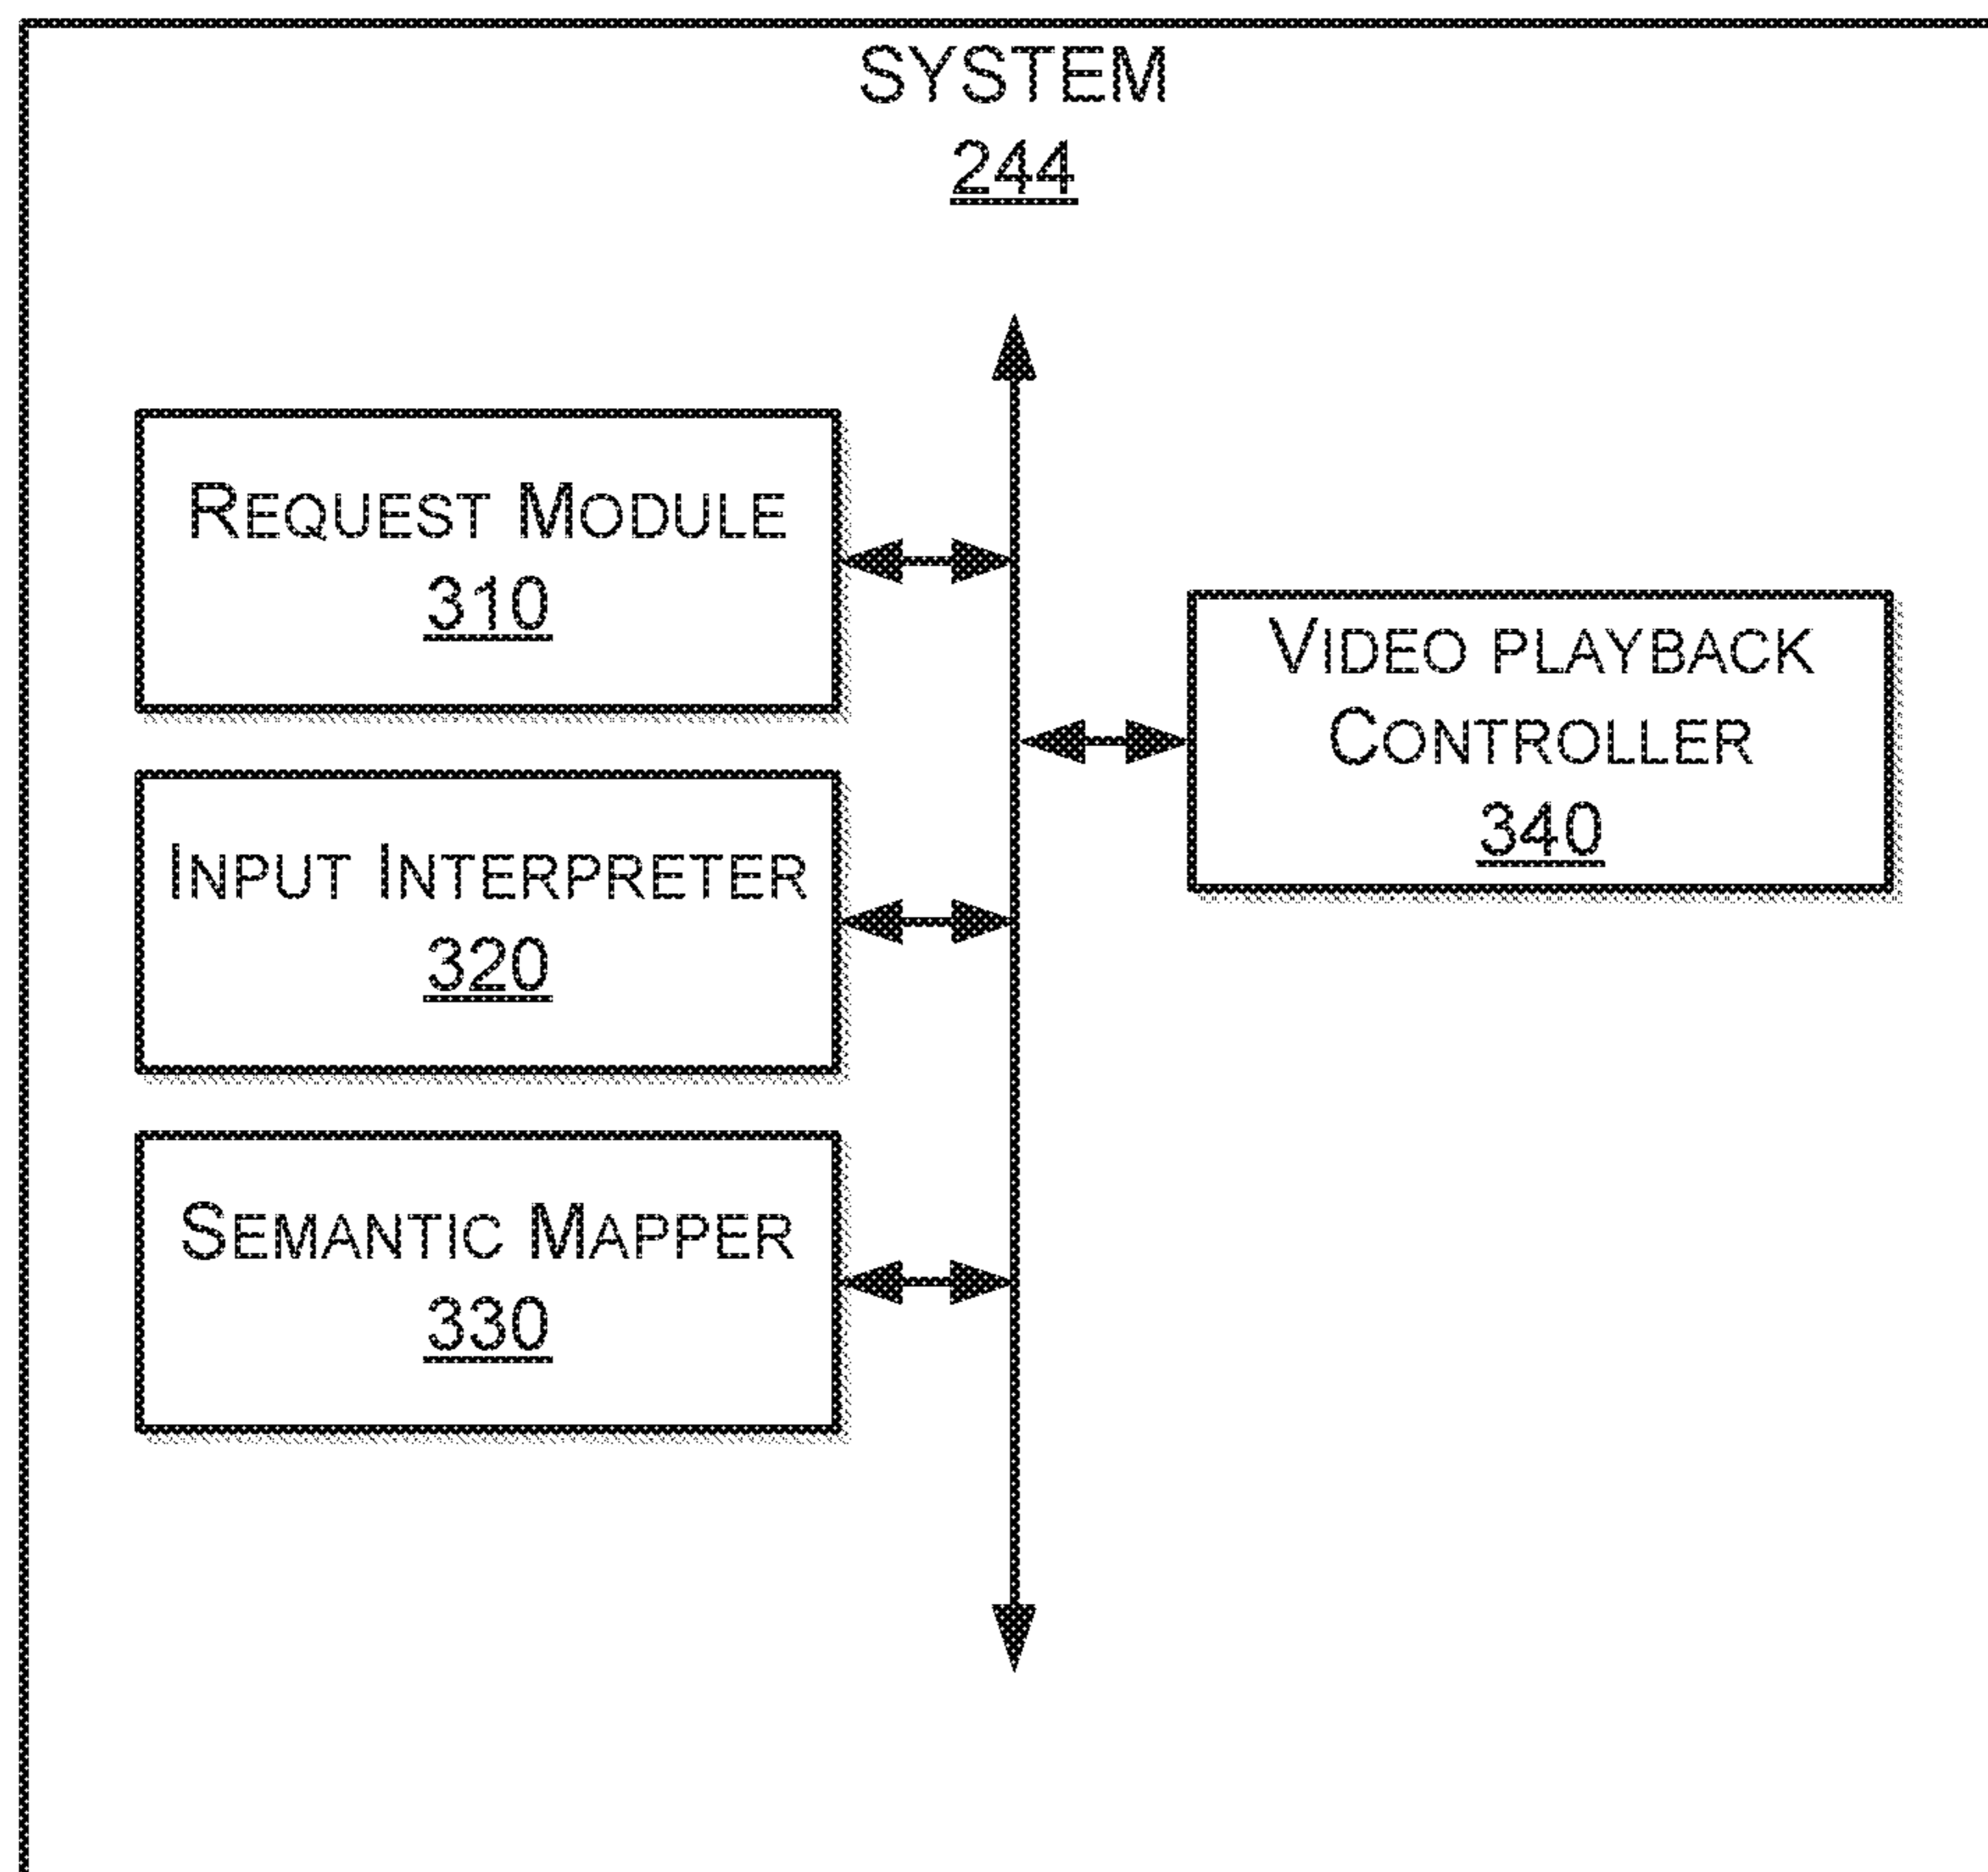 SYSTEM
244
REQUEST MODULE
310
VIDEO PLAYBACK
CONTROLLER
340
INPUT INTERPRETER
320
SEMANTIC MAPPER
330